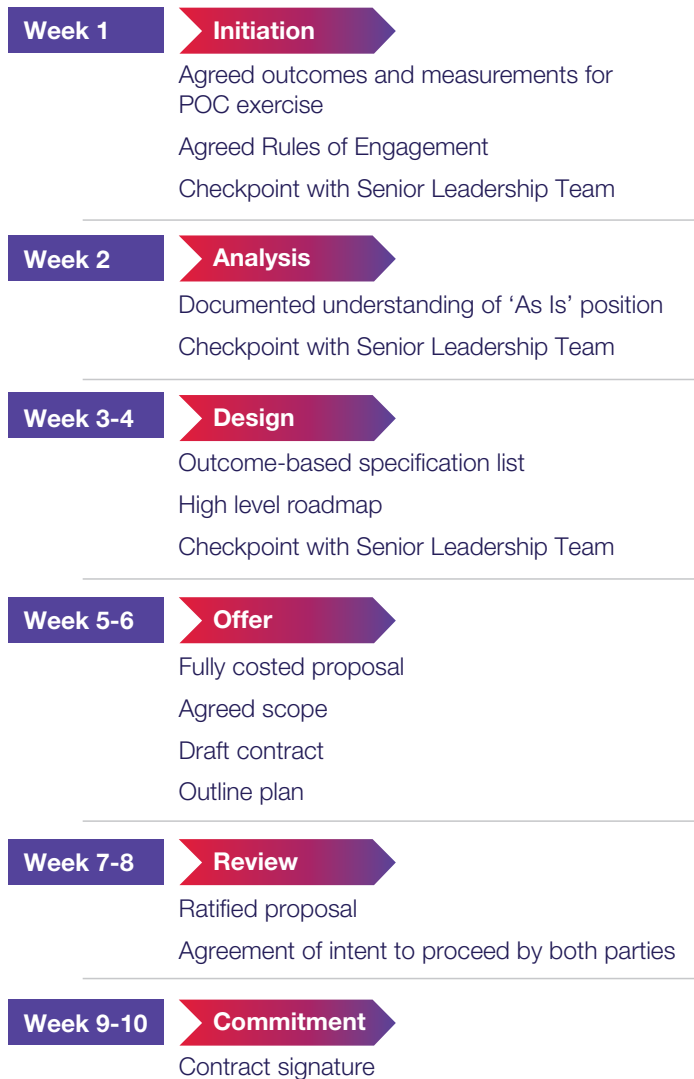 Week 1
Initiation
Agreed outcomes and measurements for
POC exercise
Agreed Rules of Engagement
Checkpoint with Senior Leadership Team
Week 2
Analysis
Documented understanding of ‘As Is’ position
Checkpoint with Senior Leadership Team
Week 3-4
Design
Outcome-based specification list
High level roadmap
Checkpoint with Senior Leadership Team
Week 5-6
Offer
Fully costed proposal
Agreed scope
Draft contract
Outline plan
Week 7-8
Review
Ratified proposal
Agreement of intent to proceed by both parties
Week 9-10
Commitment
Contract signature